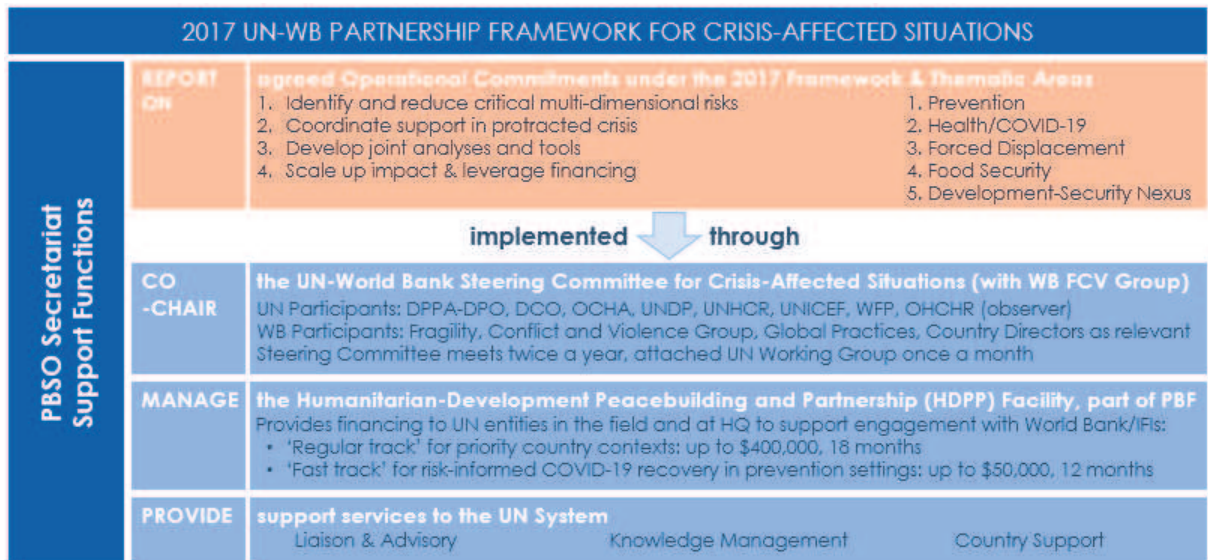 2017 UN-WB PARTNERSHIP FRAMEWORK FOR CRISIS-AFFECTED SITUATIONS
PBSO Secretariat
Support Functions
REPORT
ON
agreed Operational Commitments under the 2017 Framework & Thematic Areas
1. Identify and reduce critical multi-dimensional risks
2. Coordinate support in protracted crisis
3. Develop joint analyses and tools
4. Scale up impact & leverage financing
1. Prevention
2. Health/COVID-19
3. Forced Displacement
4. Food Security
5. Development-Security Nexus
implemented through
CO
-CHAIR
the UN-World Bank Steering Committee for Crisis-Affected Situations (with WB FCV Group)
UN Participants: DPPA-DPO, DCO, OCHA, UNDP, UNHCR, UNICEF, WFP, OHCHR (observer)
WB Participants: Fragility, Conflict and Violence Group, Global Practices, Country Directors as relevant
Steering Committee meets twice a year, attached UN Working Group once a month
MANAGE
the Humanitarian-Development Peacebuilding and Partnership (HDPP) Facility, part of PBF
Provides financing to UN entities in the field and at HQ to support engagement with World Bank/IFIs:
• 'Regular track' for priority country contexts: up to $400,000, 18 months
• 'Fast track' for risk-informed COVID-19 recovery in prevention settings: up to $50,000, 12 months
PROVIDE
support services to the UN System
Liaison & Advisory Knowledge Management Country Support